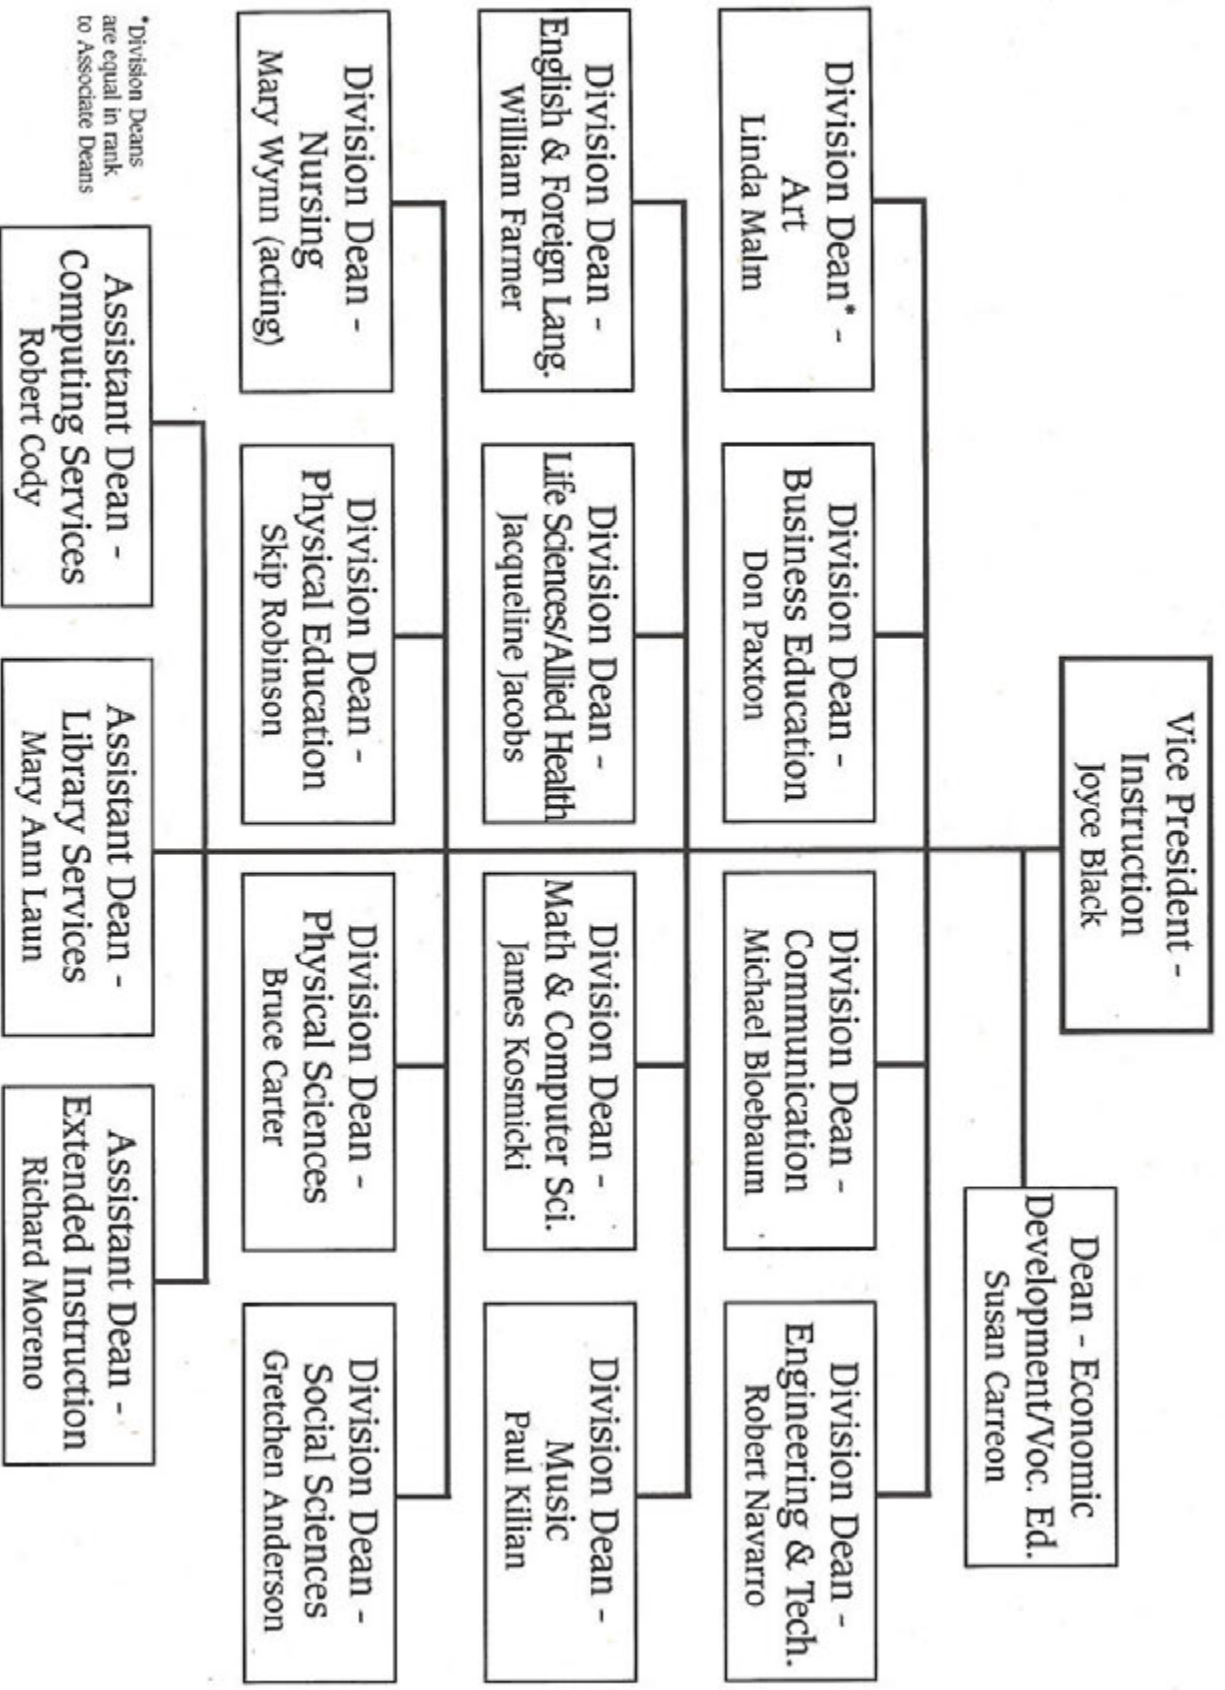 Vice President -
Instruction
Joyce Black
Dean - Economic
Development/Voc. Ed.
Susan Carreon
Division Dean* -
Art
Linda Malm
Division Dean -
Business Education
Don Paxton
Division Dean -
Communication
Michael Bloebaum
Division Dean -
Engineering & Tech.
Robert Navarro
Division Dean -
English & Foreign Lang.
William Farmer
Division Dean -
Life Sciences/Allied Health
Jacqueline Jacobs
Division Dean -
Math & Computer Sci.
James Kosmicki
Division Dean -
Music
Paul Kilian
Division Dean -
Nursing
Mary Wynn (acting)
Division Dean -
Physical Education
Skip Robinson
Division Dean -
Physical Sciences
Bruce Carter
Division Dean -
Social Sciences
Gretchen Anderson
*Division Deans
are equal in rank
to Associate Deans
Assistant Dean -
Computing Services
Robert Cody
Assistant Dean -
Library Services
Mary Ann Laun
Assistant Dean -
Extended Instruction
Richard Moreno